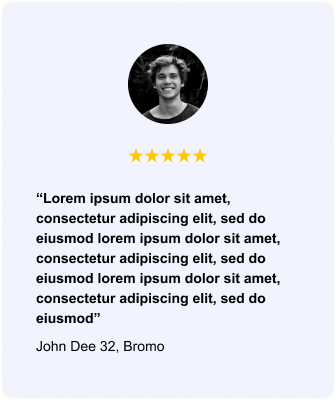 “Lorem ipsum dolor sit amet,
consectetur adipiscing elit, sed do
eiusmod lorem ipsum dolor sit amet,
consectetur adipiscing elit, sed do
eiusmod lorem ipsum dolor sit amet,
consectetur adipiscing elit, sed do
eiusmod”
John Dee 32, Bromo